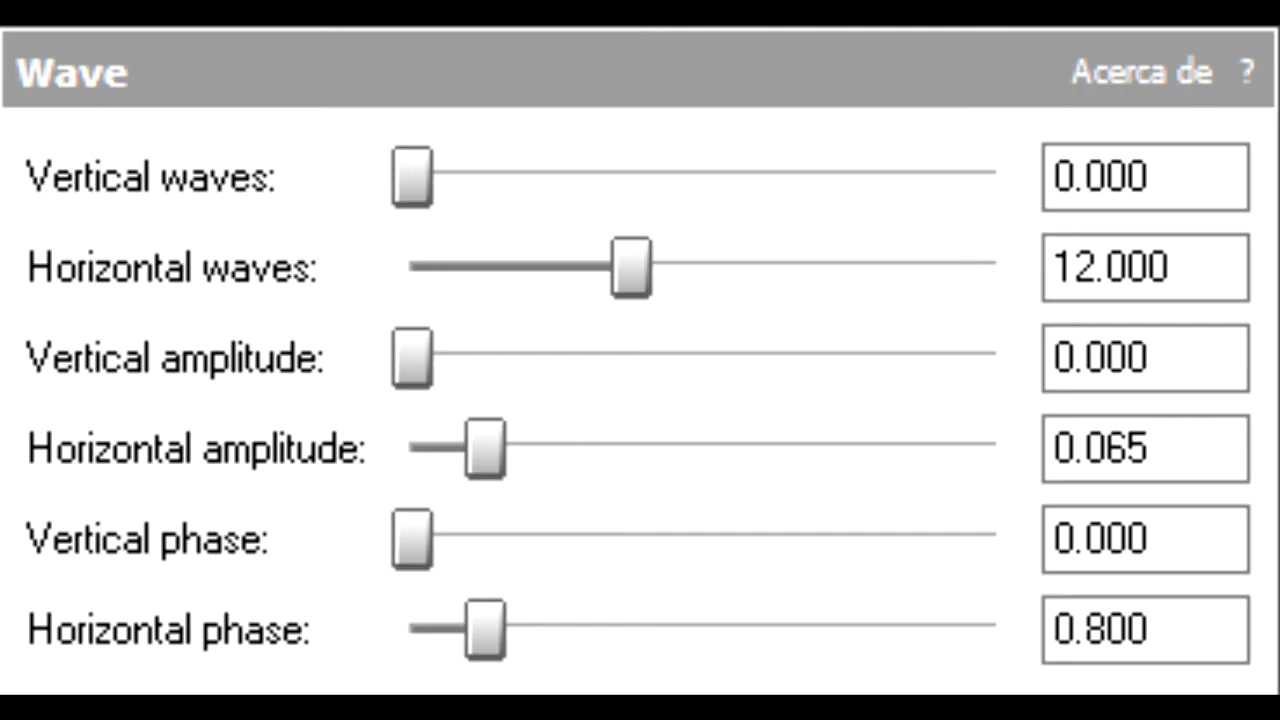 Wave Acerca de ?
Vertical waves: 0.000
Horizontal waves: 12.000
Vertical amplitude: 0.000
Horizontal amplitude: 0.065
Vertical phase: 0.000
Horizontal phase: 0.800